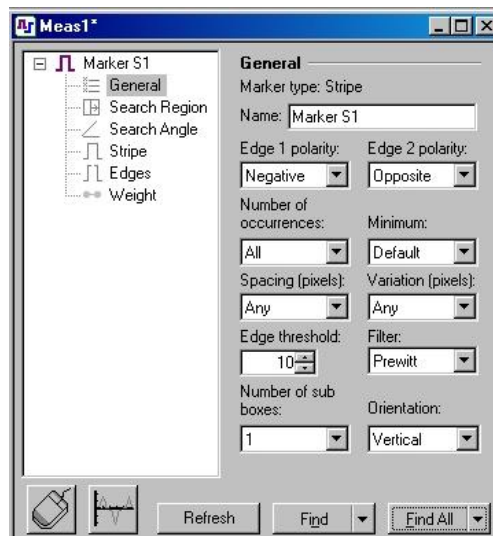 Meas1*
Marker S1
General
Search Region
Search Angle
Stripe
Edges
Weight
General
Marker type: Stripe
Name: Marker S1
Edge 1 polarity: Edge 2 polarity:
Negative Opposite
Number of
occurrences: Minimum:
All Default
Spacing (pixels): Variation (pixels):
Any Any
Edge threshold: Filter:
10 Prewitt
Number of sub
boxes: Orientation:
1 Vertical
Refresh Find Find All